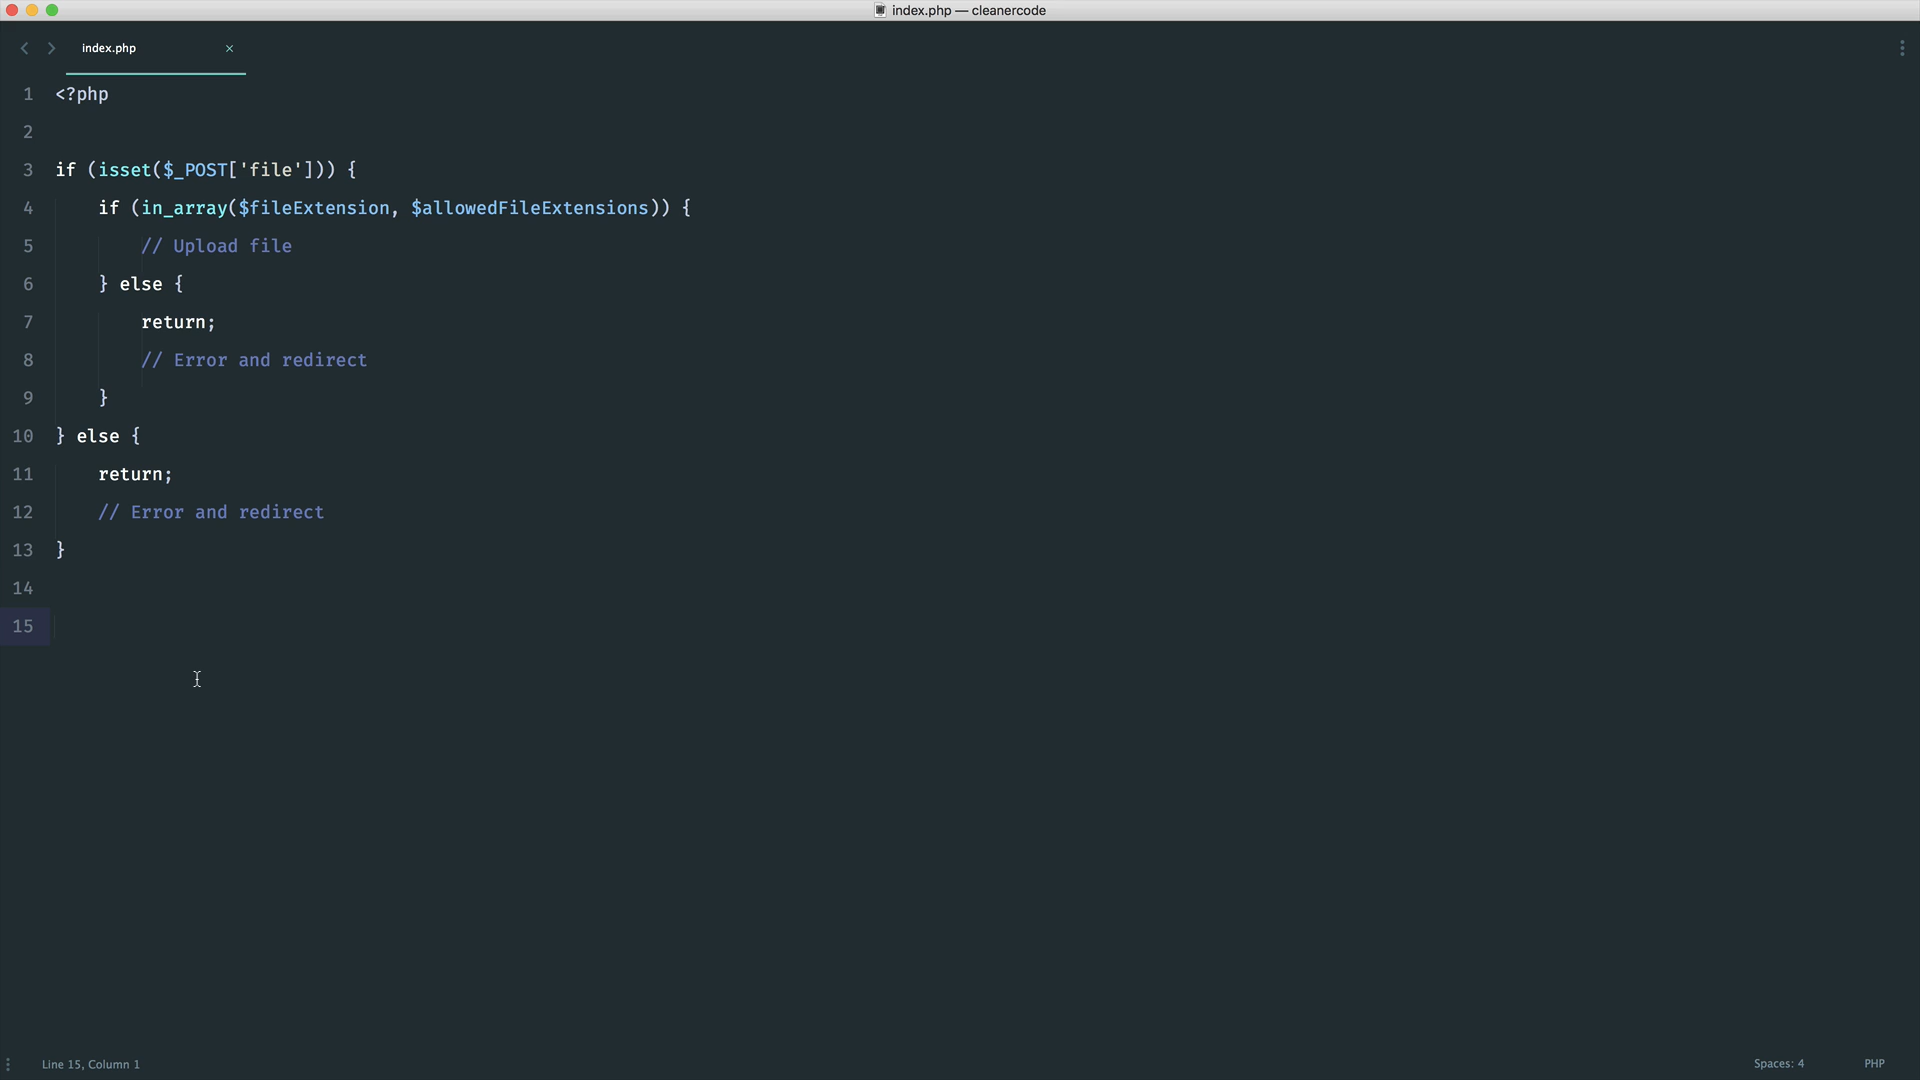 index.php — cleanercode
index.php
1 <?php
2
3 if (isset($_POST['file'])) {
4     if (in_array($fileExtension, $allowedFileExtensions)) {
5         // Upload file
6     } else {
7         return;
8         // Error and redirect
9     }
10 } else {
11     return;
12     // Error and redirect
13 }
14
15
Line 15, Column 1
Spaces: 4
PHP